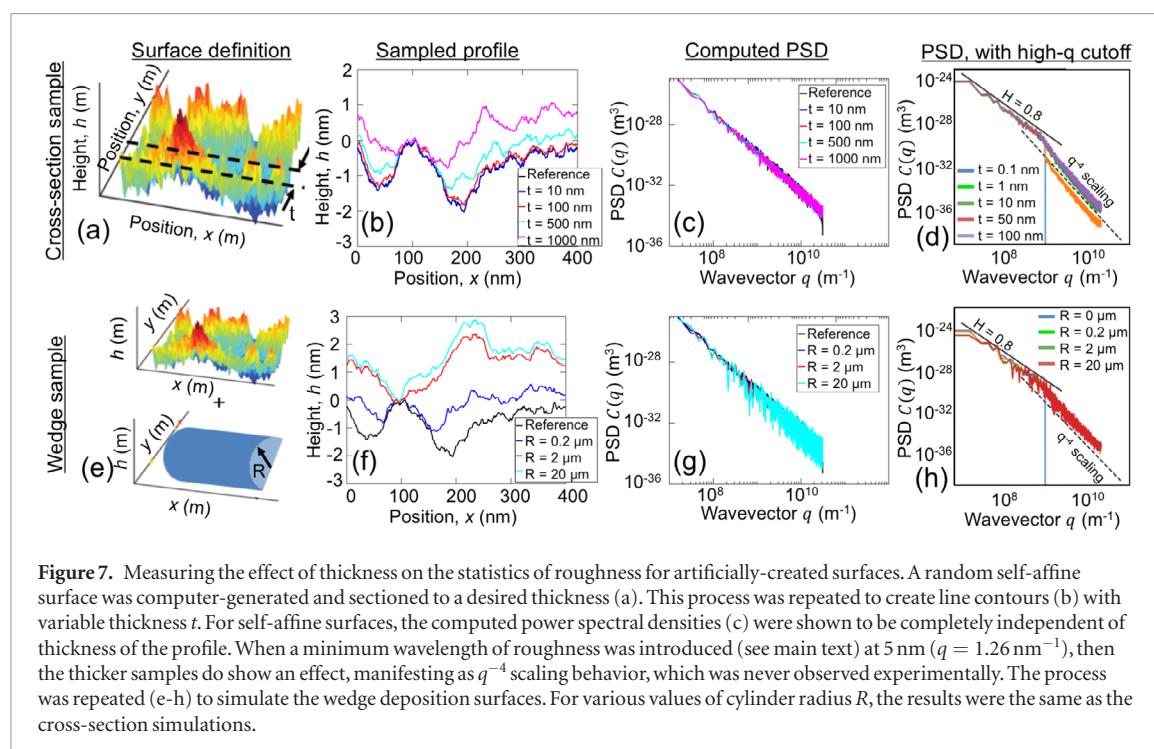 Surface definition
Sampled profile
Computed PSD
PSD, with high-q cutoff
Cross-section sample
Height, h (m)
Position, y (m)
t
(a)
Position, x (m)
Height, h (nm)
2
1
0
-1
-2
-3
Reference
t = 10 nm
t = 100 nm
t = 500 nm
t = 1000 nm
(b)
0 100 200 300 400
Position, x (nm)
PSD C(q) (m³)
10⁻²⁸
10⁻³²
10⁻³⁶
Reference
t = 10 nm
t = 100 nm
t = 500 nm
t = 1000 nm
(c)
10⁸ 10¹⁰
Wavevector q (m⁻¹)
PSD C(q) (m³)
10⁻²⁴
10⁻²⁸
10⁻³²
10⁻³⁶
H = 0.8
q⁻⁴ scaling
t = 0.1 nm
t = 1 nm
t = 10 nm
t = 50 nm
t = 100 nm
(d)
10⁸ 10¹⁰
Wavevector q (m⁻¹)
Wedge sample
h (m)
y (m)
x (m)
+
h (m)
y (m)
R
(e)
x (m)
Height, h (nm)
3
2
1
0
-1
-2
-3
Reference
R = 0.2 µm
R = 2 µm
R = 20 µm
(f)
0 100 200 300 400
Position, x (nm)
PSD C(q) (m³)
10⁻²⁸
10⁻³²
10⁻³⁶
Reference
R = 0.2 µm
R = 2 µm
R = 20 µm
(g)
10⁸ 10¹⁰
Wavevector q (m⁻¹)
PSD C(q) (m³)
10⁻²⁴
10⁻²⁸
10⁻³²
10⁻³⁶
H = 0.8
q⁻⁴ scaling
R = 0 µm
R = 0.2 µm
R = 2 µm
R = 20 µm
(h)
10⁸ 10¹⁰
Wavevector q (m⁻¹)
Figure 7. Measuring the effect of thickness on the statistics of roughness for artificially-created surfaces. A random self-affine
surface was computer-generated and sectioned to a desired thickness (a). This process was repeated to create line contours (b) with
variable thickness t. For self-affine surfaces, the computed power spectral densities (c) were shown to be completely independent of
thickness of the profile. When a minimum wavelength of roughness was introduced (see main text) at 5 nm (q = 1.26 nm⁻¹), then
the thicker samples do show an effect, manifesting as q⁻⁴ scaling behavior, which was never observed experimentally. The process
was repeated (e-h) to simulate the wedge deposition surfaces. For various values of cylinder radius R, the results were the same as the
cross-section simulations.